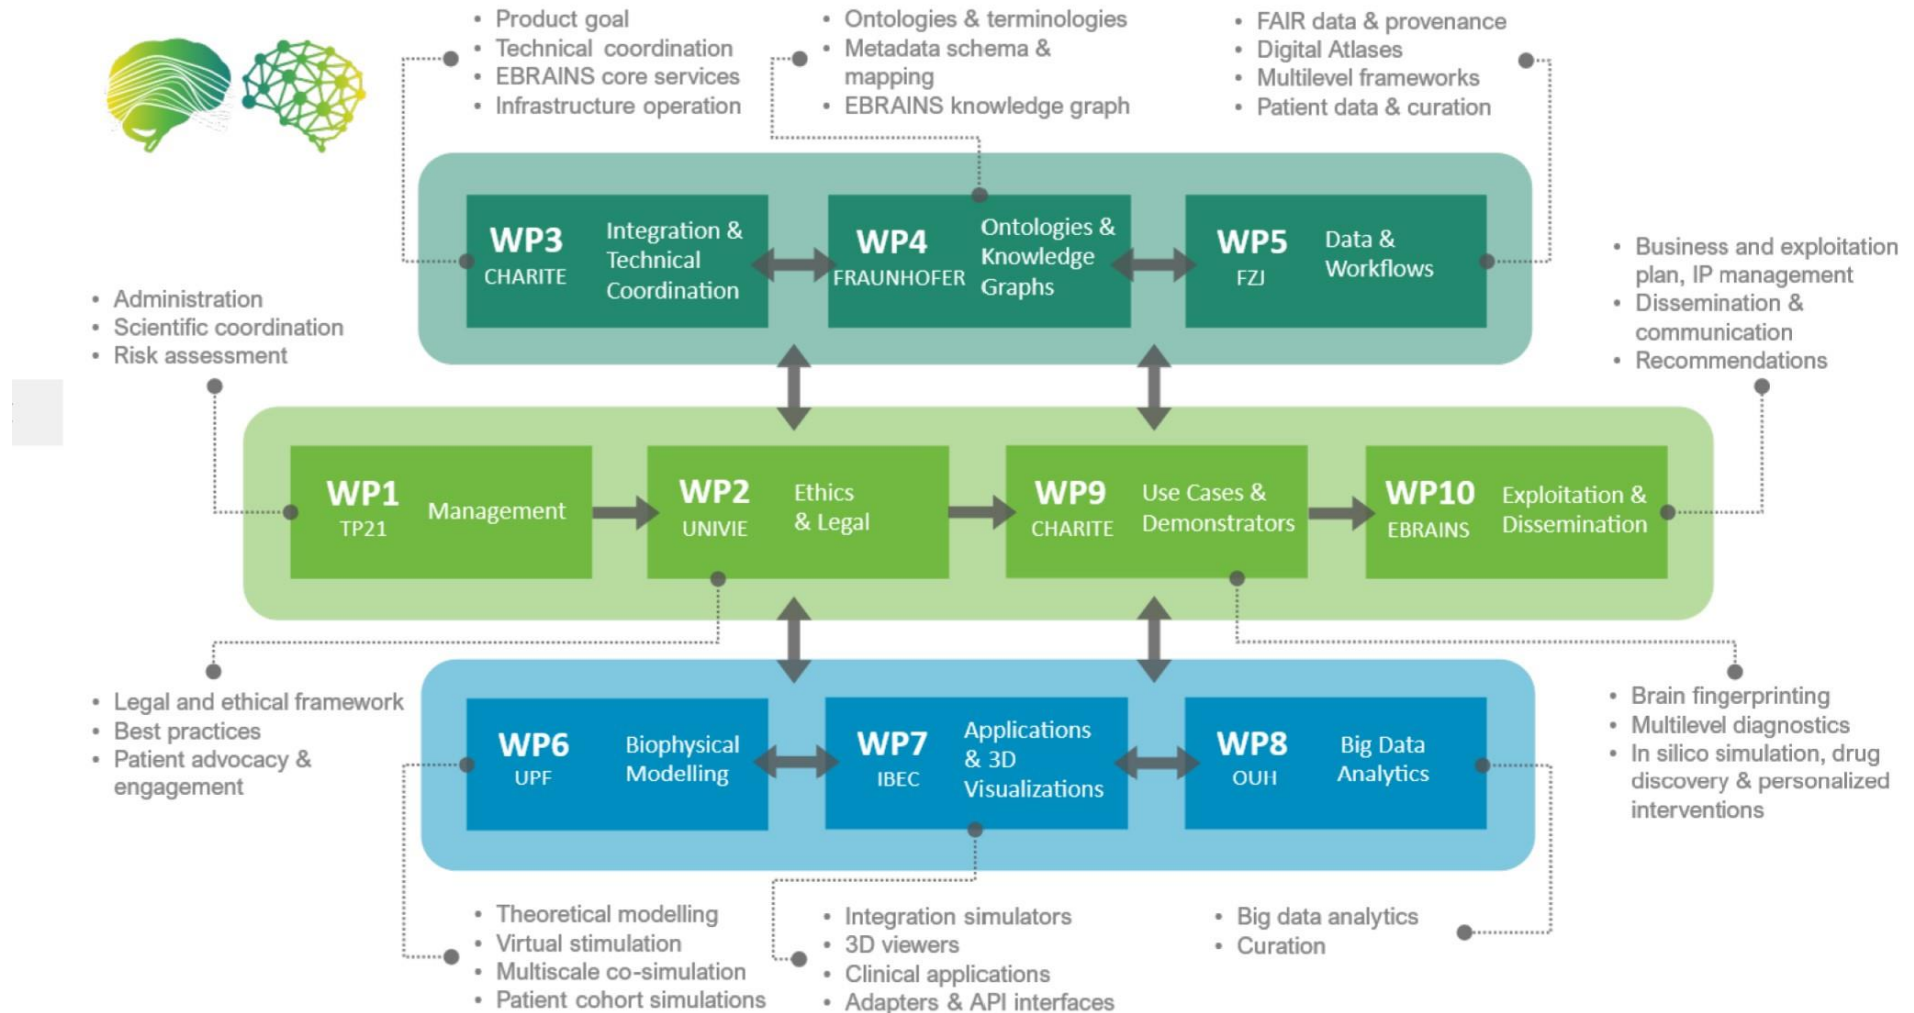 • Product goal
• Technical coordination
• EBRAINS core services
• Infrastructure operation
• Ontologies & terminologies
• Metadata schema &
mapping
• EBRAINS knowledge graph
• FAIR data & provenance
• Digital Atlases
• Multilevel frameworks
• Patient data & curation
WP3
CHARITE
Integration &
Technical
Coordination
WP4
FRAUNHOFER
Ontologies &
Knowledge
Graphs
WP5
FZJ
Data &
Workflows
• Administration
• Scientific coordination
• Risk assessment
• Business and exploitation
plan, IP management
• Dissemination &
communication
• Recommendations
WP1
TP21
Management
WP2
UNIVIE
Ethics
& Legal
WP9
CHARITE
Use Cases &
Demonstrators
WP10
EBRAINS
Exploitation &
Dissemination
• Legal and ethical framework
• Best practices
• Patient advocacy &
engagement
• Brain fingerprinting
• Multilevel diagnostics
• In silico simulation, drug
discovery & personalized
interventions
WP6
UPF
Biophysical
Modelling
WP7
IBEC
Applications
& 3D
Visualizations
WP8
OUH
Big Data
Analytics
• Theoretical modelling
• Virtual stimulation
• Multiscale co-simulation
• Patient cohort simulations
• Integration simulators
• 3D viewers
• Clinical applications
• Adapters & API interfaces
• Big data analytics
• Curation